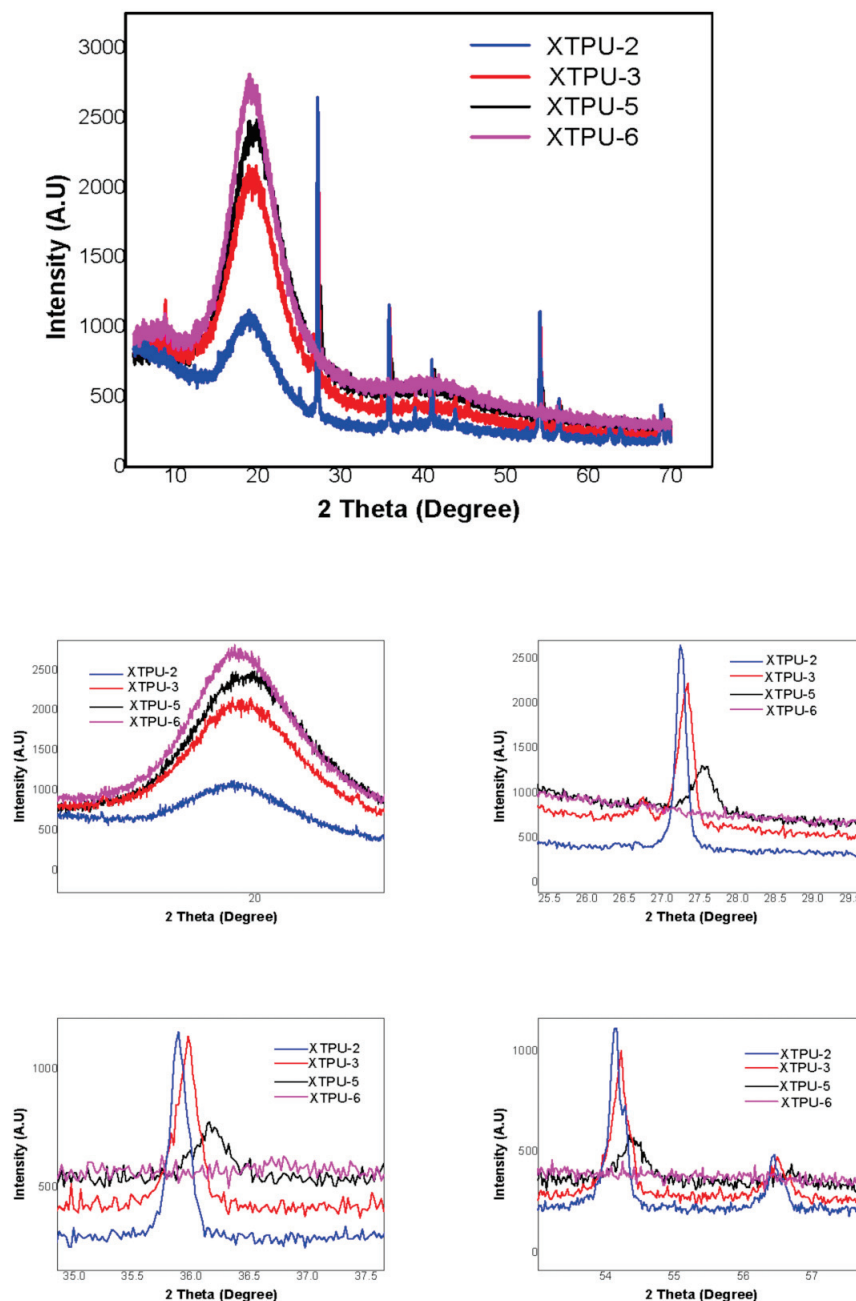 3000
2500
2000
1500
1000
500
0
Intensity (A.U)
XTPU-2
XTPU-3
XTPU-5
XTPU-6
10 20 30 40 50 60 70
2 Theta (Degree)
2500
2000
1500
1000
500
0
Intensity (A.U)
XTPU-2
XTPU-3
XTPU-5
XTPU-6
20
2 Theta (Degree)
2500
2000
1500
1000
500
0
Intensity (A.U)
XTPU-2
XTPU-3
XTPU-5
XTPU-6
25.5 26.0 26.5 27.0 27.5 28.0 28.5 29.0 29.5
2 Theta (Degree)
1000
500
Intensity (A.U)
XTPU-2
XTPU-3
XTPU-5
XTPU-6
35.0 35.5 36.0 36.5 37.0 37.5
2 Theta (Degree)
1000
500
0
Intensity (A.U)
XTPU-2
XTPU-3
XTPU-5
XTPU-6
54 55 56 57
2 Theta (Degree)